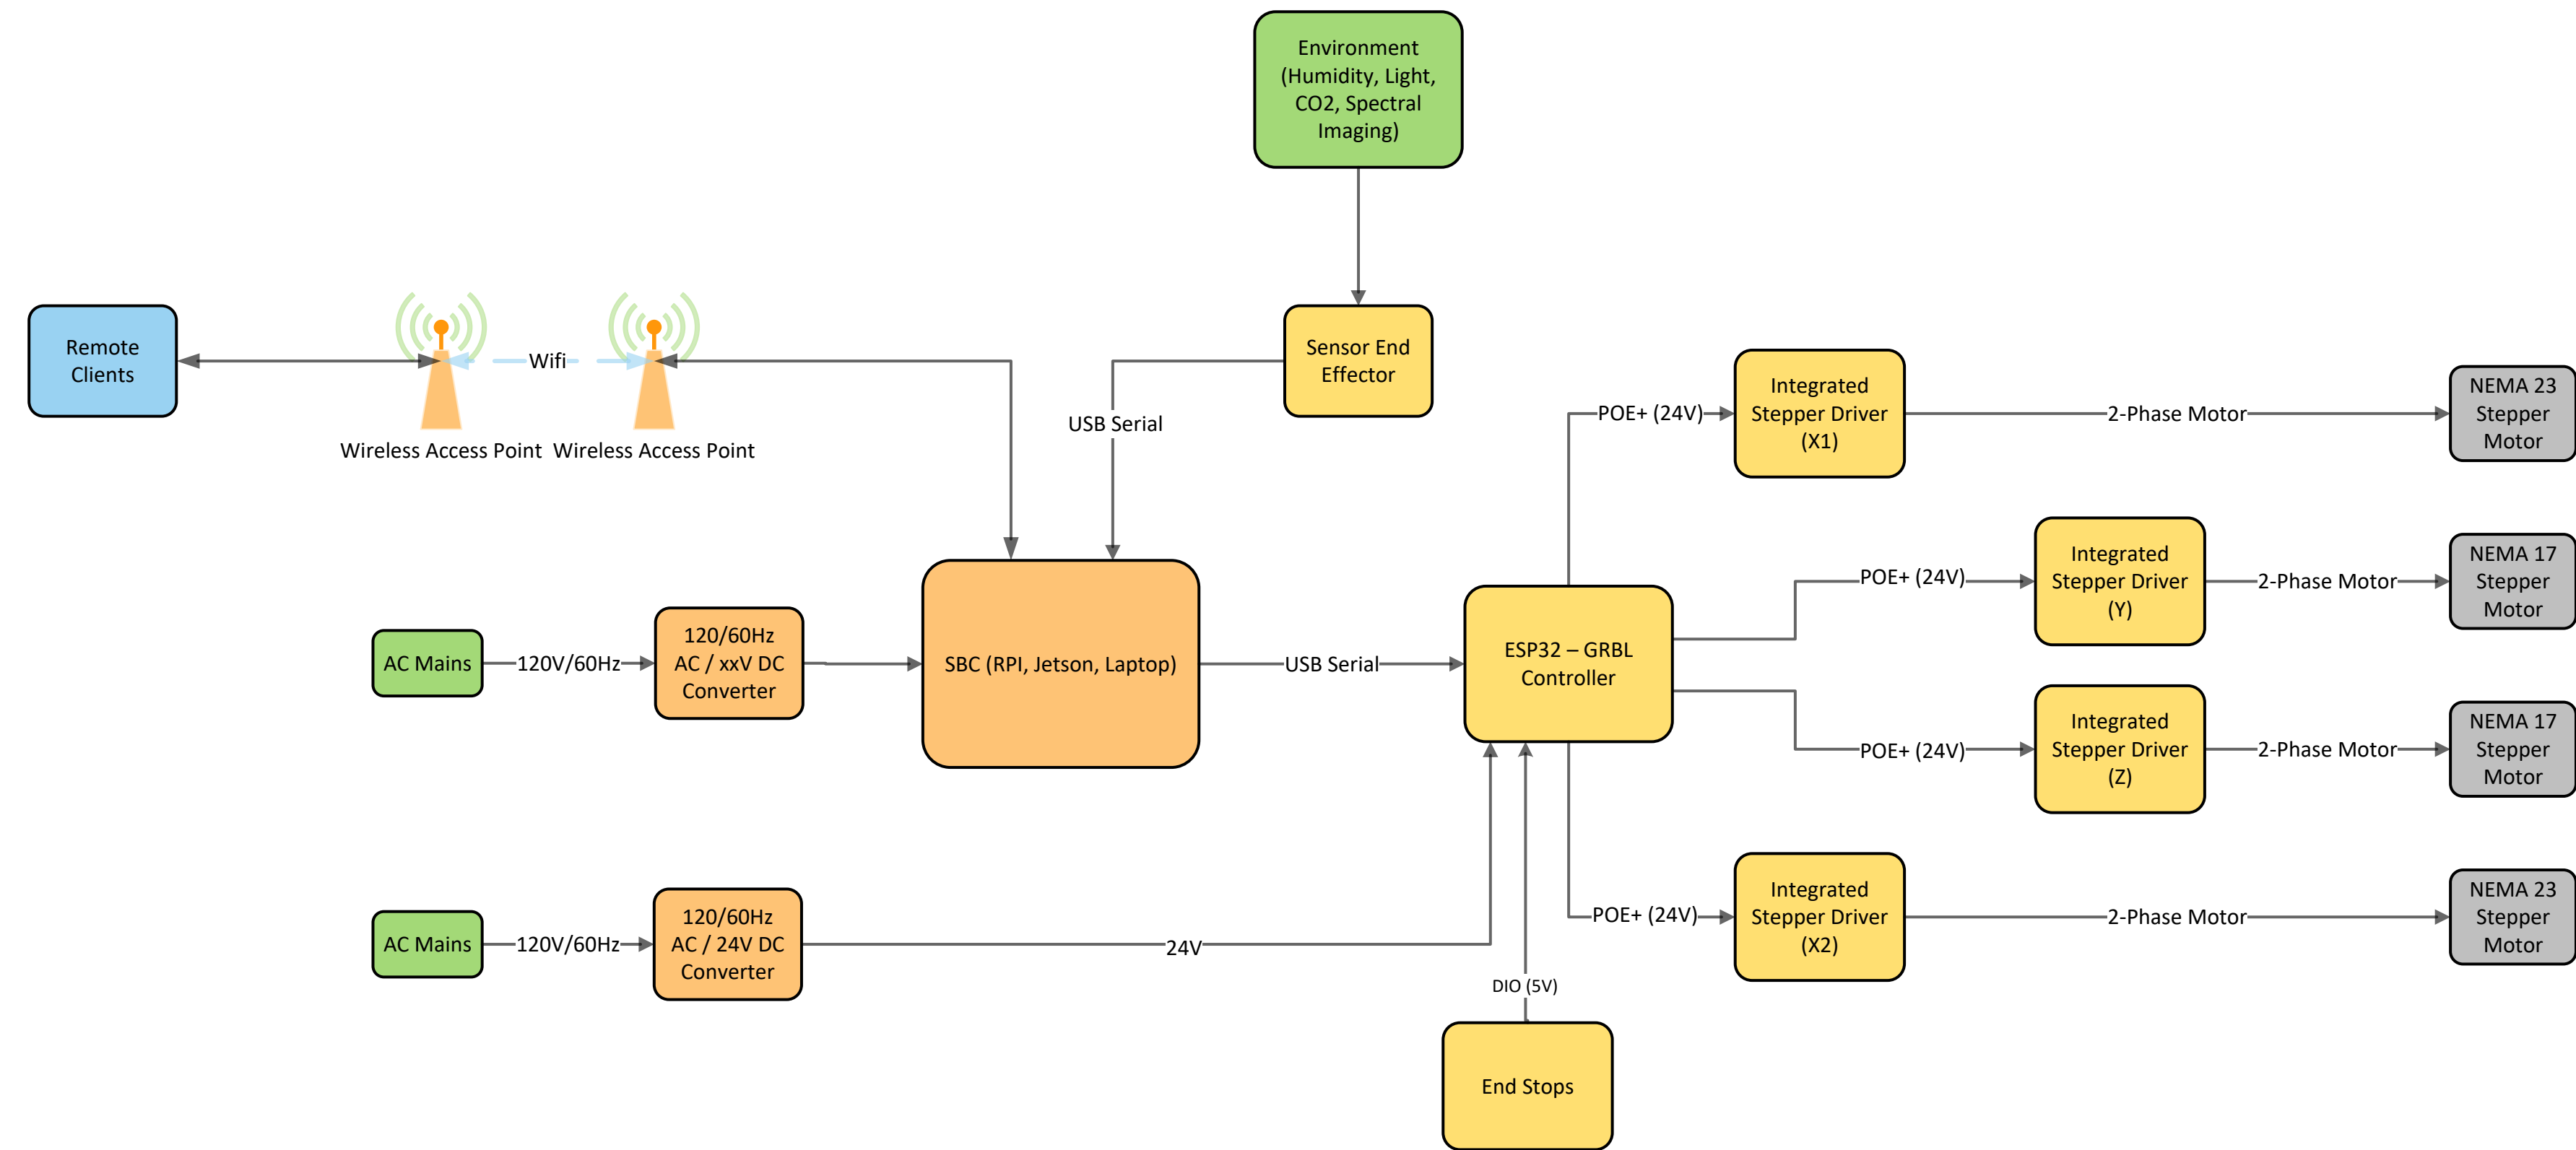 Environment
(Humidity, Light,
CO2, Spectral
Imaging)
Remote
Clients
Wifi
Wireless Access Point
Wireless Access Point
Sensor End
Effector
USB Serial
POE+ (24V)
Integrated
Stepper Driver
(X1)
2-Phase Motor
NEMA 23
Stepper
Motor
AC Mains
120V/60Hz
120/60Hz
AC / xxV DC
Converter
SBC (RPI, Jetson, Laptop)
USB Serial
ESP32 – GRBL
Controller
POE+ (24V)
Integrated
Stepper Driver
(Y)
2-Phase Motor
NEMA 17
Stepper
Motor
POE+ (24V)
Integrated
Stepper Driver
(Z)
2-Phase Motor
NEMA 17
Stepper
Motor
AC Mains
120V/60Hz
120/60Hz
AC / 24V DC
Converter
24V
POE+ (24V)
Integrated
Stepper Driver
(X2)
2-Phase Motor
NEMA 23
Stepper
Motor
DIO (5V)
End Stops